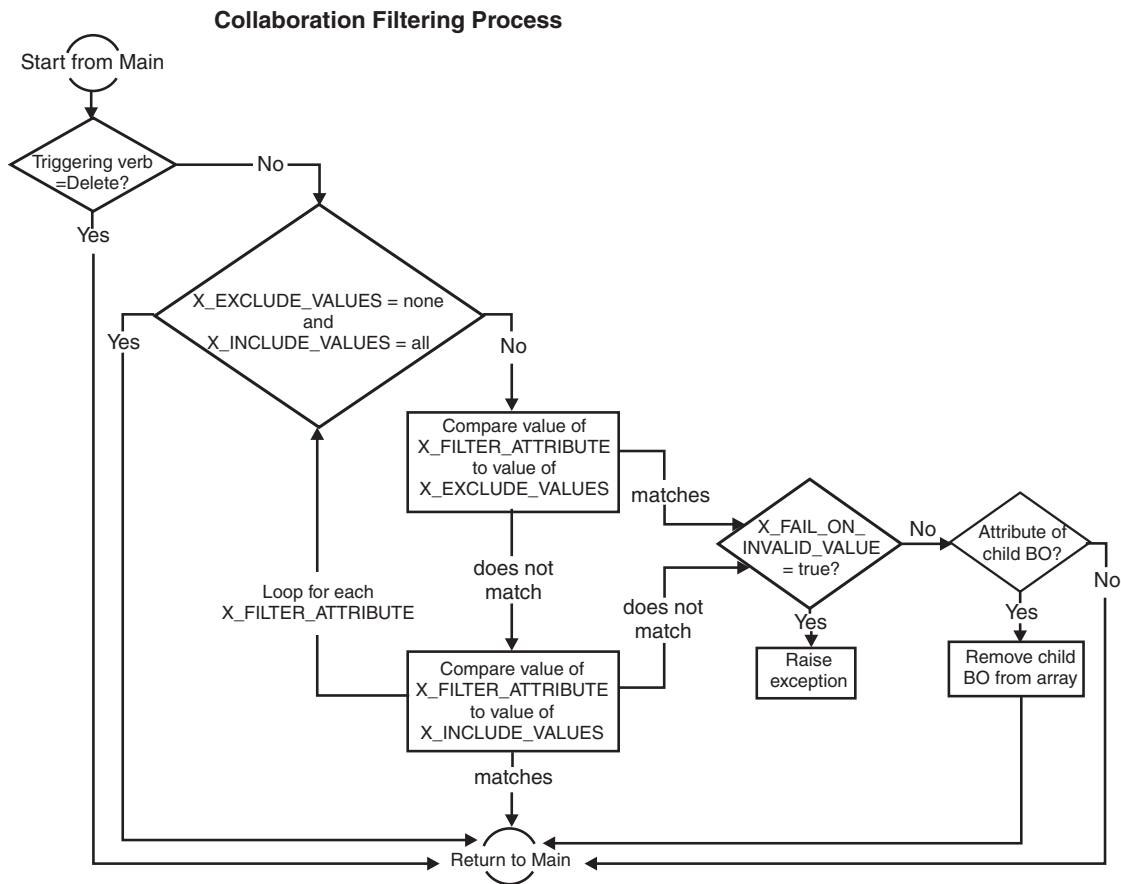 Collaboration Filtering Process
Start from Main
Triggering verb
=Delete?
No
Yes
X_EXCLUDE_VALUES = none
and
X_INCLUDE_VALUES = all
Yes
No
Compare value of
X_FILTER_ATTRIBUTE
to value of
X_EXCLUDE_VALUES
matches
X_FAIL_ON_
INVALID_VALUE
= true?
No
Attribute of
child BO?
No
does not
match
Loop for each
X_FILTER_ATTRIBUTE
does not
match
Yes
Yes
Raise
exception
Remove child
BO from array
Compare value of
X_FILTER_ATTRIBUTE
to value of
X_INCLUDE_VALUES
matches
Return to Main